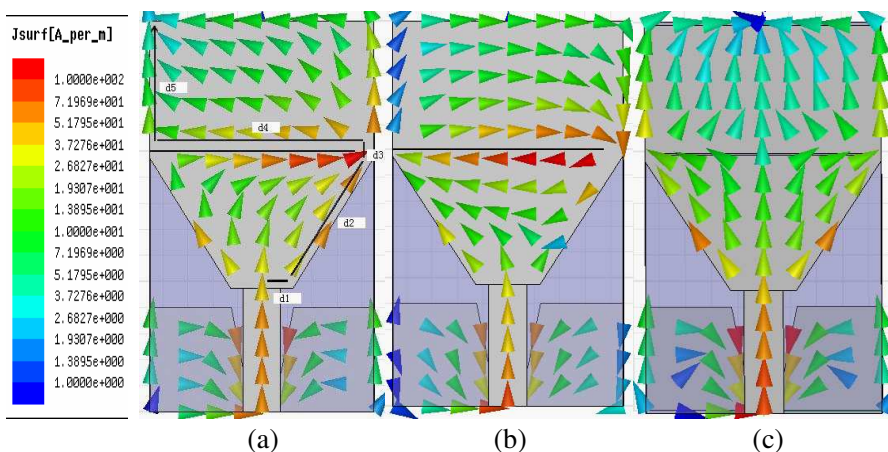 Jsurf[A_per_m]
1.0000e+002
7.1969e+001
5.1795e+001
3.7276e+001
2.6827e+001
1.9307e+001
1.3895e+001
1.0000e+001
7.1969e+000
5.1795e+000
3.7276e+000
2.6827e+000
1.9307e+000
1.3895e+000
1.0000e+000
d5
d4
d3
d2
d1
(a)
(b)
(c)